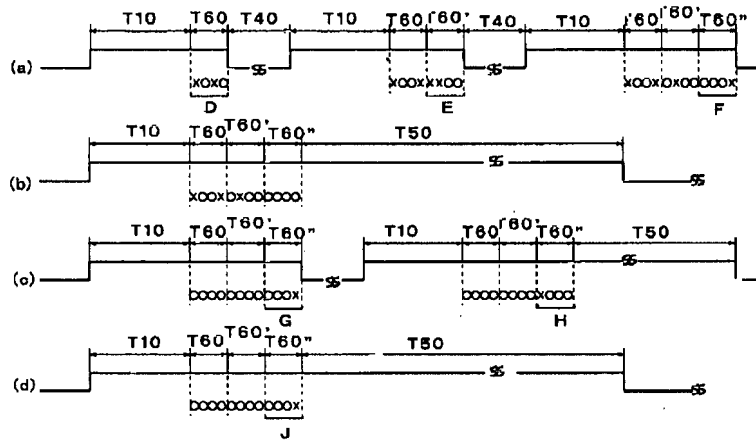 T10 T60 T40 T10 T60 T60' T40 T10 T60 T60' T60"
(a)
xoxo xoox xxoo xoox oxoo ooox
D E F
T10 T60 T60' T60" T50
(b)
xoox oxoo oooo
T10 T60 T60' T60" T10 T60 T60' T60" T50
(c)
oooo oooo ooox oooo oooo xooo
G H
T10 T60 T60' T60" T50
(d)
oooo oooo ooox
J